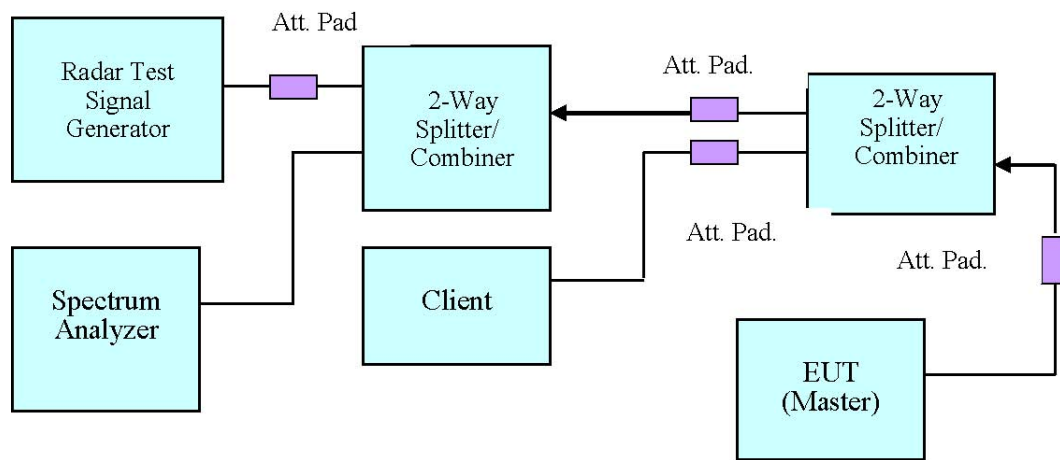 Att. Pad
Radar Test
Signal
Generator
2-Way
Splitter/
Combiner
Att. Pad.
2-Way
Splitter/
Combiner
Att. Pad.
Att. Pad.
Spectrum
Analyzer
Client
EUT
(Master)